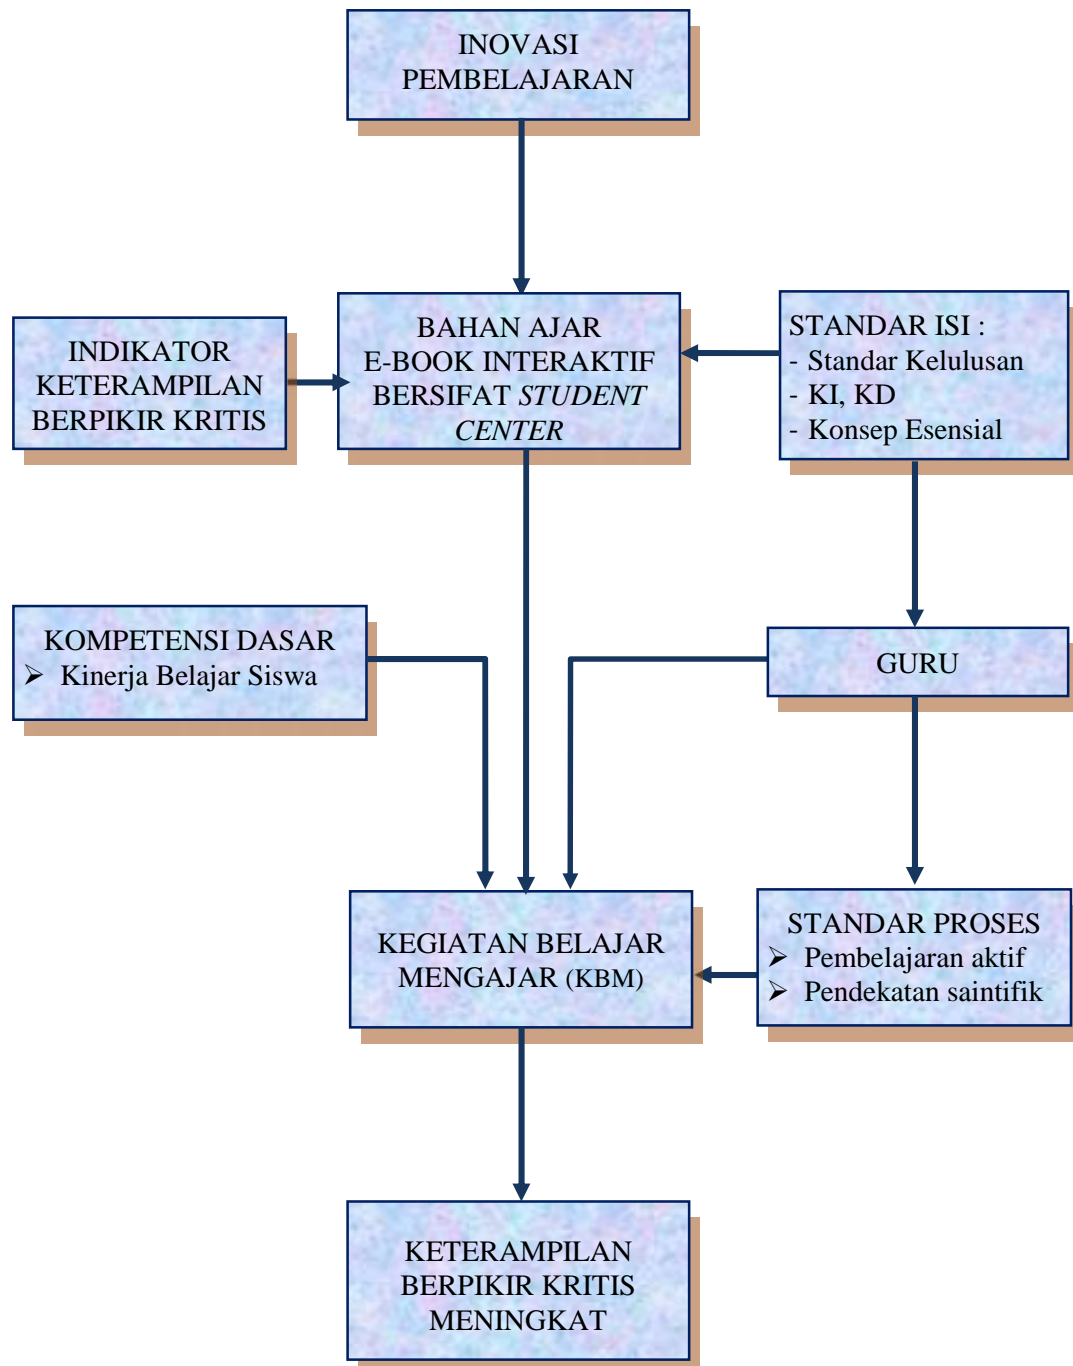 INOVASI
PEMBELAJARAN
INDIKATOR
KETERAMPILAN
BERPIKIR KRITIS
BAHAN AJAR
E-BOOK INTERAKTIF
BERSIFAT STUDENT
CENTER
STANDAR ISI :
- Standar Kelulusan
- KI, KD
- Konsep Esensial
KOMPETENSI DASAR
➢ Kinerja Belajar Siswa
GURU
KEGIATAN BELAJAR
MENGAJAR (KBM)
STANDAR PROSES
➢ Pembelajaran aktif
➢ Pendekatan saintifik
KETERAMPILAN
BERPIKIR KRITIS
MENINGKAT